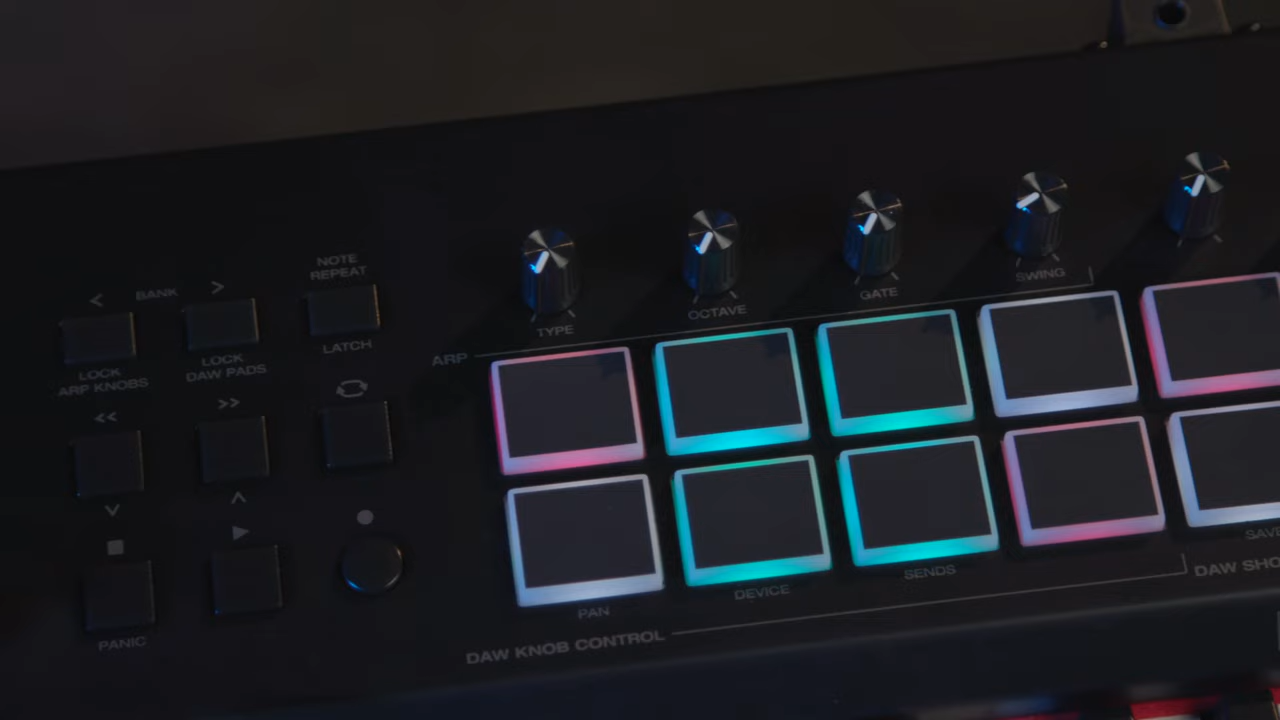 < BANK >
NOTE
REPEAT
LOCK
ARP KNOBS
LOCK
DAW PADS
LATCH
<<
>>
PANIC
TYPE
OCTAVE
GATE
SWING
ARP
PAN
DEVICE
SENDS
DAW KNOB CONTROL